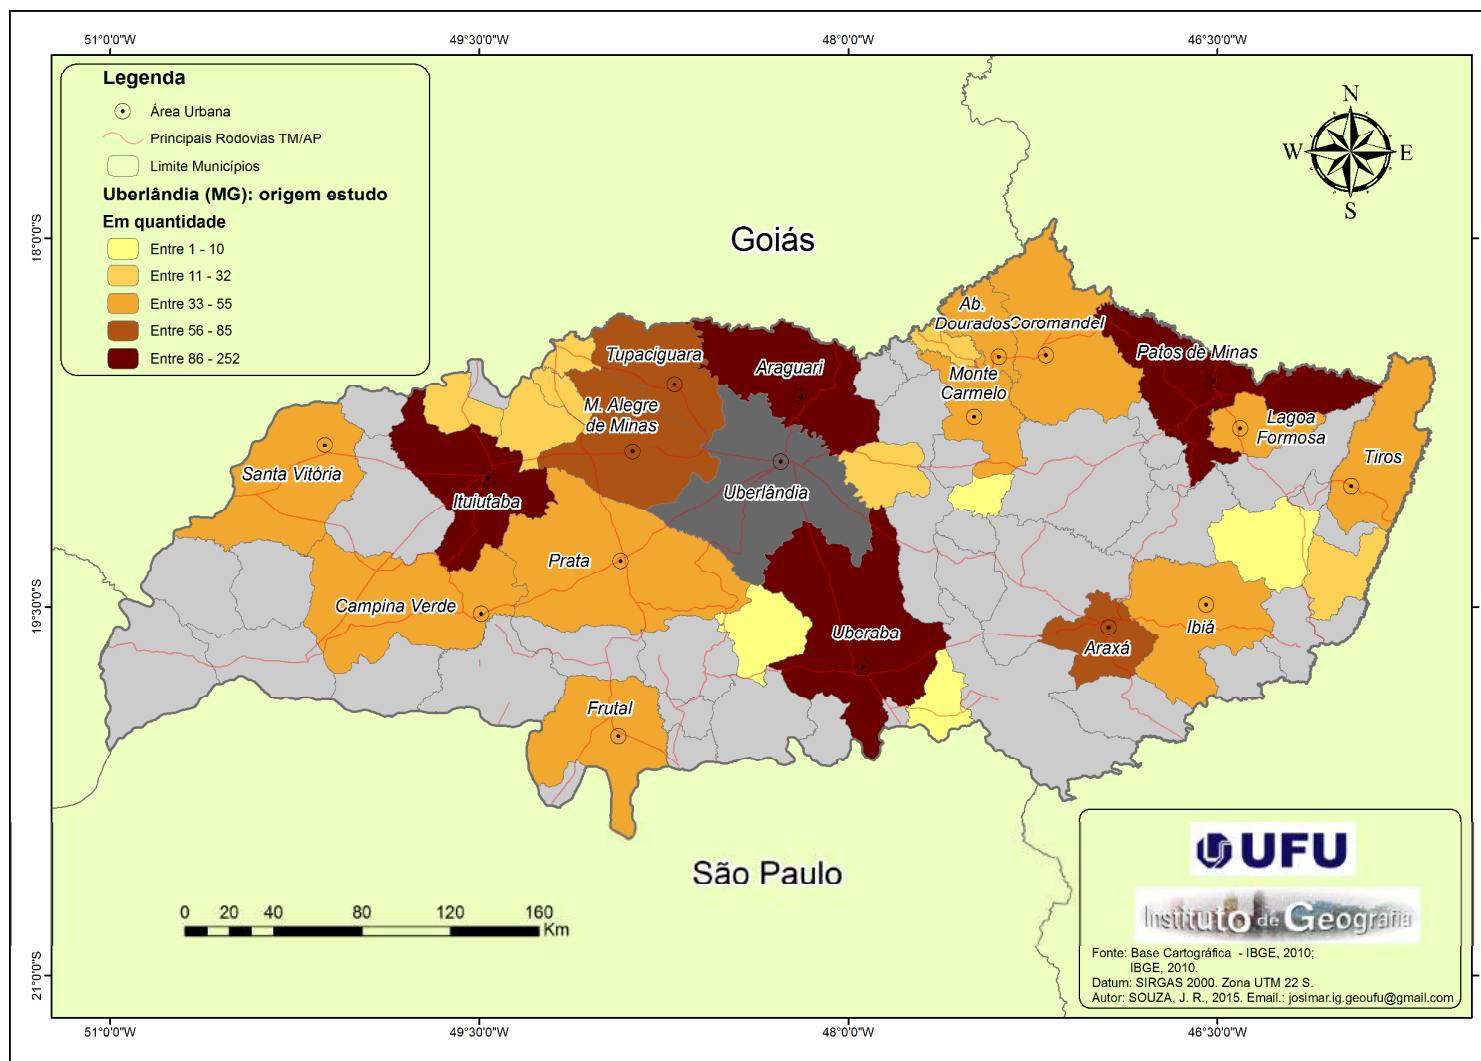 51°0'0"W
49°30'0"W
48°0'0"W
46°30'0"W
Legenda
Área Urbana
Principais Rodovias TM/AP
Limite Municípios
Uberlândia (MG): origem estudo
Em quantidade
Entre 1 - 10
Entre 11 - 32
Entre 33 - 55
Entre 56 - 85
Entre 86 - 252
N
W
E
S
18°0'0"S
19°30'0"S
21°0'0"S
Goiás
Ab.
Dourados
Coromandel
Tupaciguara
Araguari
Patos de Minas
Monte
Carmelo
M. Alegre
de Minas
Lagoa
Formosa
Santa Vitória
Ituiutaba
Uberlândia
Tiros
Prata
Campina Verde
Uberaba
Araxá
Ibiá
Frutal
São Paulo
0 20 40 80 120 160
Km
UFU
Instituto de Geografia
Fonte: Base Cartográfica - IBGE, 2010;
IBGE, 2010.
Datum: SIRGAS 2000. Zona UTM 22 S.
Autor: SOUZA, J. R., 2015. Email.: josimar.ig.geoufu@gmail.com
51°0'0"W
49°30'0"W
48°0'0"W
46°30'0"W